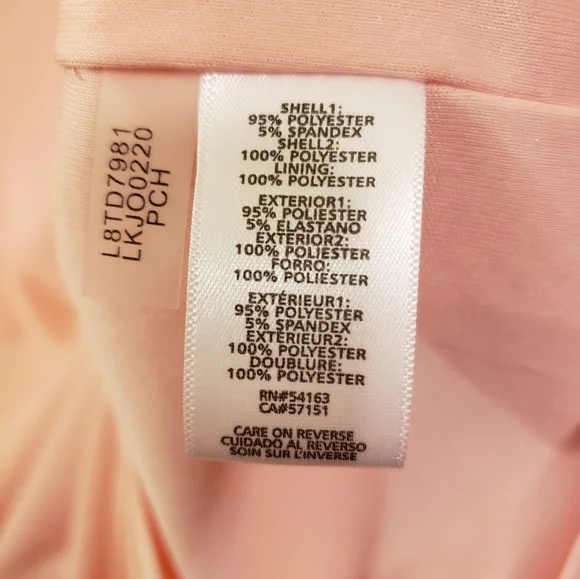 L8TD7981
LKJO0220
PCH
SHELL1:
95% POLYESTER
5% SPANDEX
SHELL2:
100% POLYESTER
LINING:
100% POLYESTER
EXTERIOR1:
95% POLIESTER
5% ELASTANO
EXTERIOR2:
100% POLIESTER
FORRO:
100% POLIESTER
EXTÉRIEUR1:
95% POLYESTER
5% SPANDEX
EXTÉRIEUR2:
100% POLYESTER
DOUBLURE:
100% POLYESTER
RN#54163
CA#57151
CARE ON REVERSE
CUIDADO AL REVERSO
SOIN SUR L'INVERSE